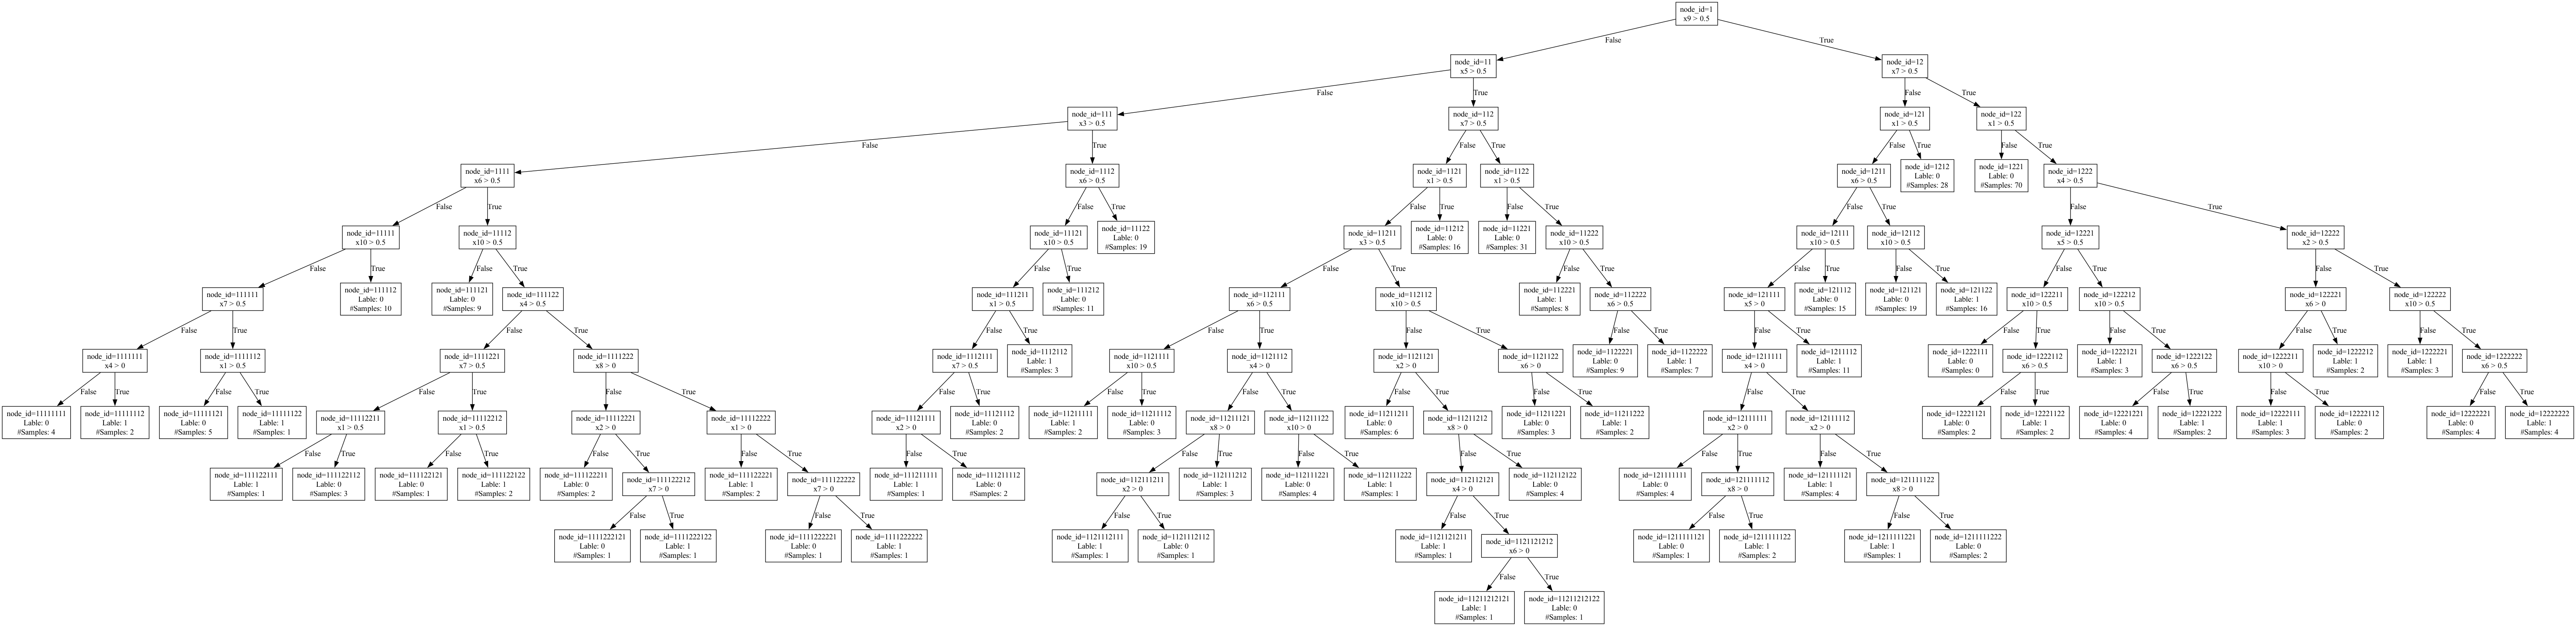 node_id=1
x9 > 0.5
False
True
node_id=11
x5 > 0.5
node_id=12
x7 > 0.5
False
True
False
True
node_id=111
x3 > 0.5
node_id=112
x7 > 0.5
node_id=121
x1 > 0.5
node_id=122
x1 > 0.5
False
True
False
True
False
True
False
True
node_id=1111
x6 > 0.5
node_id=1112
x6 > 0.5
node_id=1121
x1 > 0.5
node_id=1122
x1 > 0.5
node_id=1211
x6 > 0.5
node_id=1212
Lable: 0
#Samples: 28
node_id=1221
Lable: 0
#Samples: 70
node_id=1222
x4 > 0.5
False
True
False
True
False
True
False
True
False
True
False
True
node_id=11111
x10 > 0.5
node_id=11112
x10 > 0.5
node_id=11121
x10 > 0.5
node_id=11122
Lable: 0
#Samples: 19
node_id=11211
x3 > 0.5
node_id=11212
Lable: 0
#Samples: 16
node_id=11221
Lable: 0
#Samples: 31
node_id=11222
x10 > 0.5
node_id=12111
x10 > 0.5
node_id=12112
x10 > 0.5
node_id=12221
x5 > 0.5
node_id=12222
x2 > 0.5
False
True
False
True
False
True
False
True
False
True
False
True
False
True
False
True
False
True
node_id=111111
x7 > 0.5
node_id=111112
Lable: 0
#Samples: 10
node_id=111121
Lable: 0
#Samples: 9
node_id=111122
x4 > 0.5
node_id=111211
x1 > 0.5
node_id=111212
Lable: 0
#Samples: 11
node_id=112111
x6 > 0.5
node_id=112112
x10 > 0.5
node_id=112221
Lable: 1
#Samples: 8
node_id=112222
x6 > 0.5
node_id=121111
x5 > 0
node_id=121112
Lable: 0
#Samples: 15
node_id=121121
Lable: 0
#Samples: 19
node_id=121122
Lable: 1
#Samples: 16
node_id=122211
x10 > 0.5
node_id=122212
x10 > 0.5
node_id=122221
x6 > 0
node_id=122222
x10 > 0.5
False
True
False
True
False
True
False
True
False
True
False
True
False
True
False
True
False
True
False
True
False
True
node_id=1111111
x4 > 0
node_id=1111112
x1 > 0.5
node_id=1111221
x7 > 0.5
node_id=1111222
x8 > 0
node_id=1112111
x7 > 0.5
node_id=1112112
Lable: 1
#Samples: 3
node_id=1121111
x10 > 0.5
node_id=1121112
x4 > 0
node_id=1121121
x2 > 0
node_id=1121122
x6 > 0
node_id=1122221
Lable: 0
#Samples: 9
node_id=1122222
Lable: 1
#Samples: 7
node_id=1211111
x4 > 0
node_id=1211112
Lable: 1
#Samples: 11
node_id=1222111
Lable: 0
#Samples: 0
node_id=1222112
x6 > 0.5
node_id=1222121
Lable: 1
#Samples: 3
node_id=1222122
x6 > 0.5
node_id=1222211
x10 > 0
node_id=1222212
Lable: 1
#Samples: 2
node_id=1222221
Lable: 1
#Samples: 3
node_id=1222222
x6 > 0.5
False
True
False
True
False
True
False
True
False
True
False
True
False
True
False
True
False
True
False
True
False
True
False
True
False
True
False
True
node_id=11111111
Lable: 0
#Samples: 4
node_id=11111112
Lable: 1
#Samples: 2
node_id=11111121
Lable: 0
#Samples: 5
node_id=11111122
Lable: 1
#Samples: 1
node_id=11112211
x1 > 0.5
node_id=11112212
x1 > 0.5
node_id=11112221
x2 > 0
node_id=11112222
x1 > 0
node_id=11121111
x2 > 0
node_id=11121112
Lable: 0
#Samples: 2
node_id=11211111
Lable: 1
#Samples: 2
node_id=11211112
Lable: 0
#Samples: 3
node_id=11211121
x8 > 0
node_id=11211122
x10 > 0
node_id=11211211
Lable: 0
#Samples: 6
node_id=11211212
x8 > 0
node_id=11211221
Lable: 0
#Samples: 3
node_id=11211222
Lable: 1
#Samples: 2
node_id=12111111
x2 > 0
node_id=12111112
x2 > 0
node_id=12221121
Lable: 0
#Samples: 2
node_id=12221122
Lable: 1
#Samples: 2
node_id=12221221
Lable: 0
#Samples: 4
node_id=12221222
Lable: 1
#Samples: 2
node_id=12222111
Lable: 1
#Samples: 3
node_id=12222112
Lable: 0
#Samples: 2
node_id=12222221
Lable: 0
#Samples: 4
node_id=12222222
Lable: 1
#Samples: 4
False
True
False
True
False
True
False
True
False
True
False
True
False
True
False
True
False
True
False
True
node_id=111122111
Lable: 1
#Samples: 1
node_id=111122112
Lable: 0
#Samples: 3
node_id=111122121
Lable: 0
#Samples: 1
node_id=111122122
Lable: 1
#Samples: 2
node_id=111122211
Lable: 0
#Samples: 2
node_id=111122212
x7 > 0
node_id=111122221
Lable: 1
#Samples: 2
node_id=111122222
x7 > 0
node_id=111211111
Lable: 1
#Samples: 1
node_id=111211112
Lable: 0
#Samples: 2
node_id=112111211
x2 > 0
node_id=112111212
Lable: 1
#Samples: 3
node_id=112111221
Lable: 0
#Samples: 4
node_id=112111222
Lable: 1
#Samples: 1
node_id=112112121
x4 > 0
node_id=112112122
Lable: 0
#Samples: 4
node_id=121111111
Lable: 0
#Samples: 4
node_id=121111112
x8 > 0
node_id=121111121
Lable: 1
#Samples: 4
node_id=121111122
x8 > 0
False
True
False
True
False
True
False
True
False
True
False
True
node_id=1111222121
Lable: 0
#Samples: 1
node_id=1111222122
Lable: 1
#Samples: 1
node_id=1111222221
Lable: 0
#Samples: 1
node_id=1111222222
Lable: 1
#Samples: 1
node_id=1121112111
Lable: 1
#Samples: 1
node_id=1121112112
Lable: 0
#Samples: 1
node_id=1121121211
Lable: 1
#Samples: 1
node_id=1121121212
x6 > 0
node_id=1211111121
Lable: 0
#Samples: 1
node_id=1211111122
Lable: 1
#Samples: 2
node_id=1211111221
Lable: 1
#Samples: 1
node_id=1211111222
Lable: 0
#Samples: 2
False
True
node_id=11211212121
Lable: 1
#Samples: 1
node_id=11211212122
Lable: 0
#Samples: 1